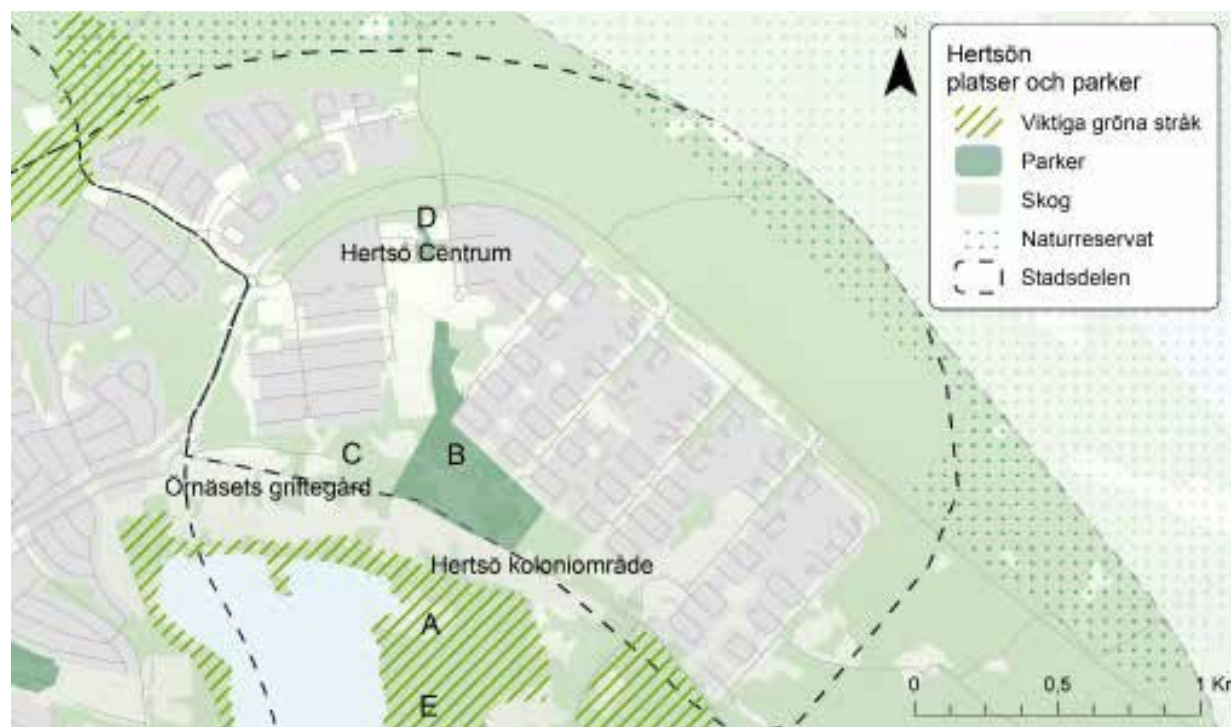 N
Hertsön
platser och parker
Viktiga gröna stråk
Parker
Skog
Naturreservat
Stadsdelen
D
Hertsö Centrum
C
B
Örnäsets griftegård
Hertsö koloniområde
A
E
0 0,5 1 Kr